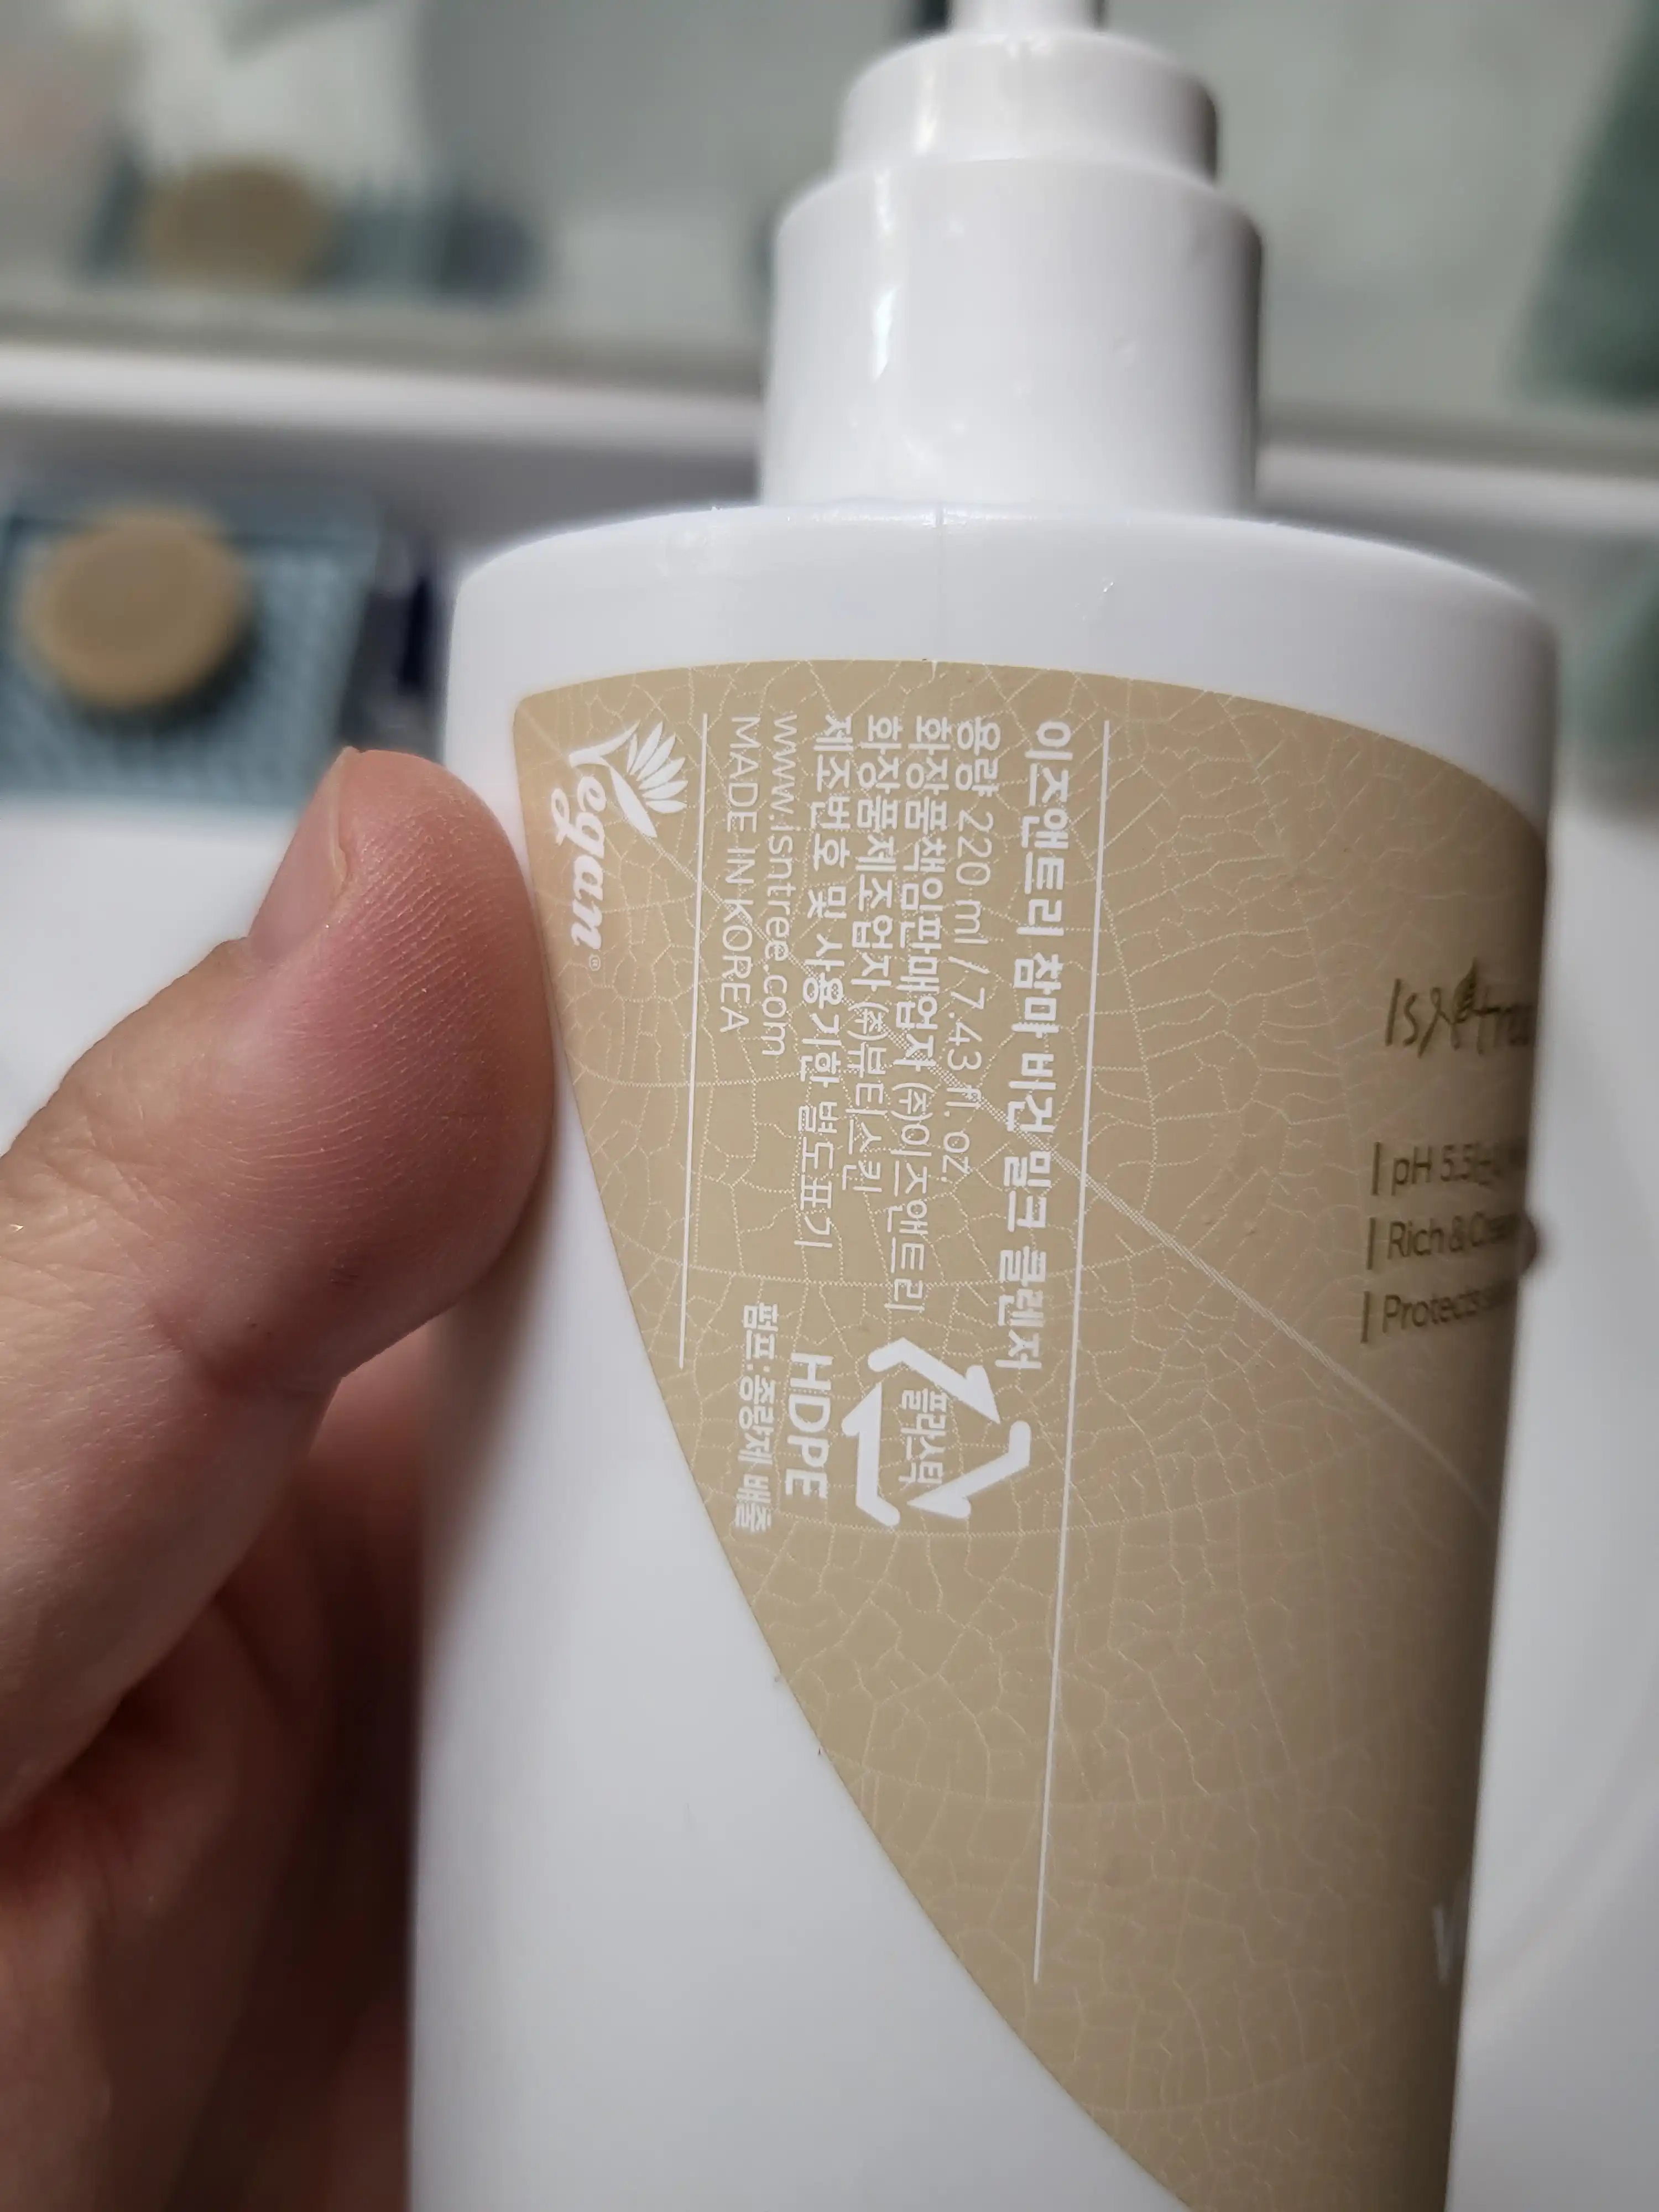 이즈앤트리 참마 비건 밀크 클렌저
용량 220 ml / 7.43 fl. oz.
화장품책임판매업자 (주)이즈앤트리
화장품제조업자 (주)뷰티스킨
제조번호 및 사용기한 별도표기
www.isntree.com
MADE IN KOREA
Vegan®
플라스틱
HDPE
펌프:종량제 배출
Isntree
| pH 5.5
| Rich &
| Protects